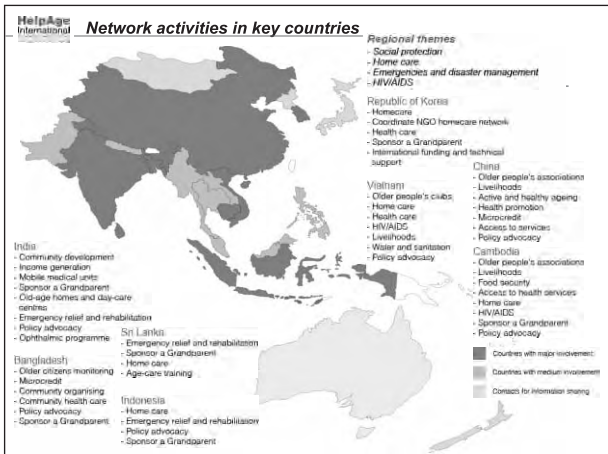 HelpAge
International
Network activities in key countries
Regional themes
- Social protection
- Home care
- Emergencies and disaster management
- HIV/AIDS
Republic of Korea
- Homecare
- Coordinate NGO homecare network
- Health care
- Sponsor a Grandparent
- International funding and technical
support
China
- Older people's associations
- Livelihoods
- Active and healthy ageing
- Health promotion
- Microcredit
- Access to services
- Policy advocacy
Vietnam
- Older people's clubs
- Home care
- Health care
- HIV/AIDS
- Livelihoods
- Water and sanitation
- Policy advocacy
Cambodia
- Older people's associations
- Livelihoods
- Food security
- Access to health services
- Home care
- HIV/AIDS
- Sponsor a Grandparent
- Policy advocacy
India
- Community development
- Income generation
- Mobile medical units
- Sponsor a Grandparent
- Old-age homes and day-care
centres
- Emergency relief and rehabilitation
- Policy advocacy
- Ophthalmic programme
Sri Lanka
- Emergency relief and rehabilitation
- Sponsor a Grandparent
- Home care
- Age-care training
Bangladesh
- Older citizens monitoring
- Microcredit
- Community organising
- Community health care
- Policy advocacy
- Sponsor a Grandparent
Indonesia
- Home care
- Emergency relief and rehabilitation
- Policy advocacy
- Sponsor a Grandparent
Countries with major involvement
Countries with medium involvement
Contacts for information sharing